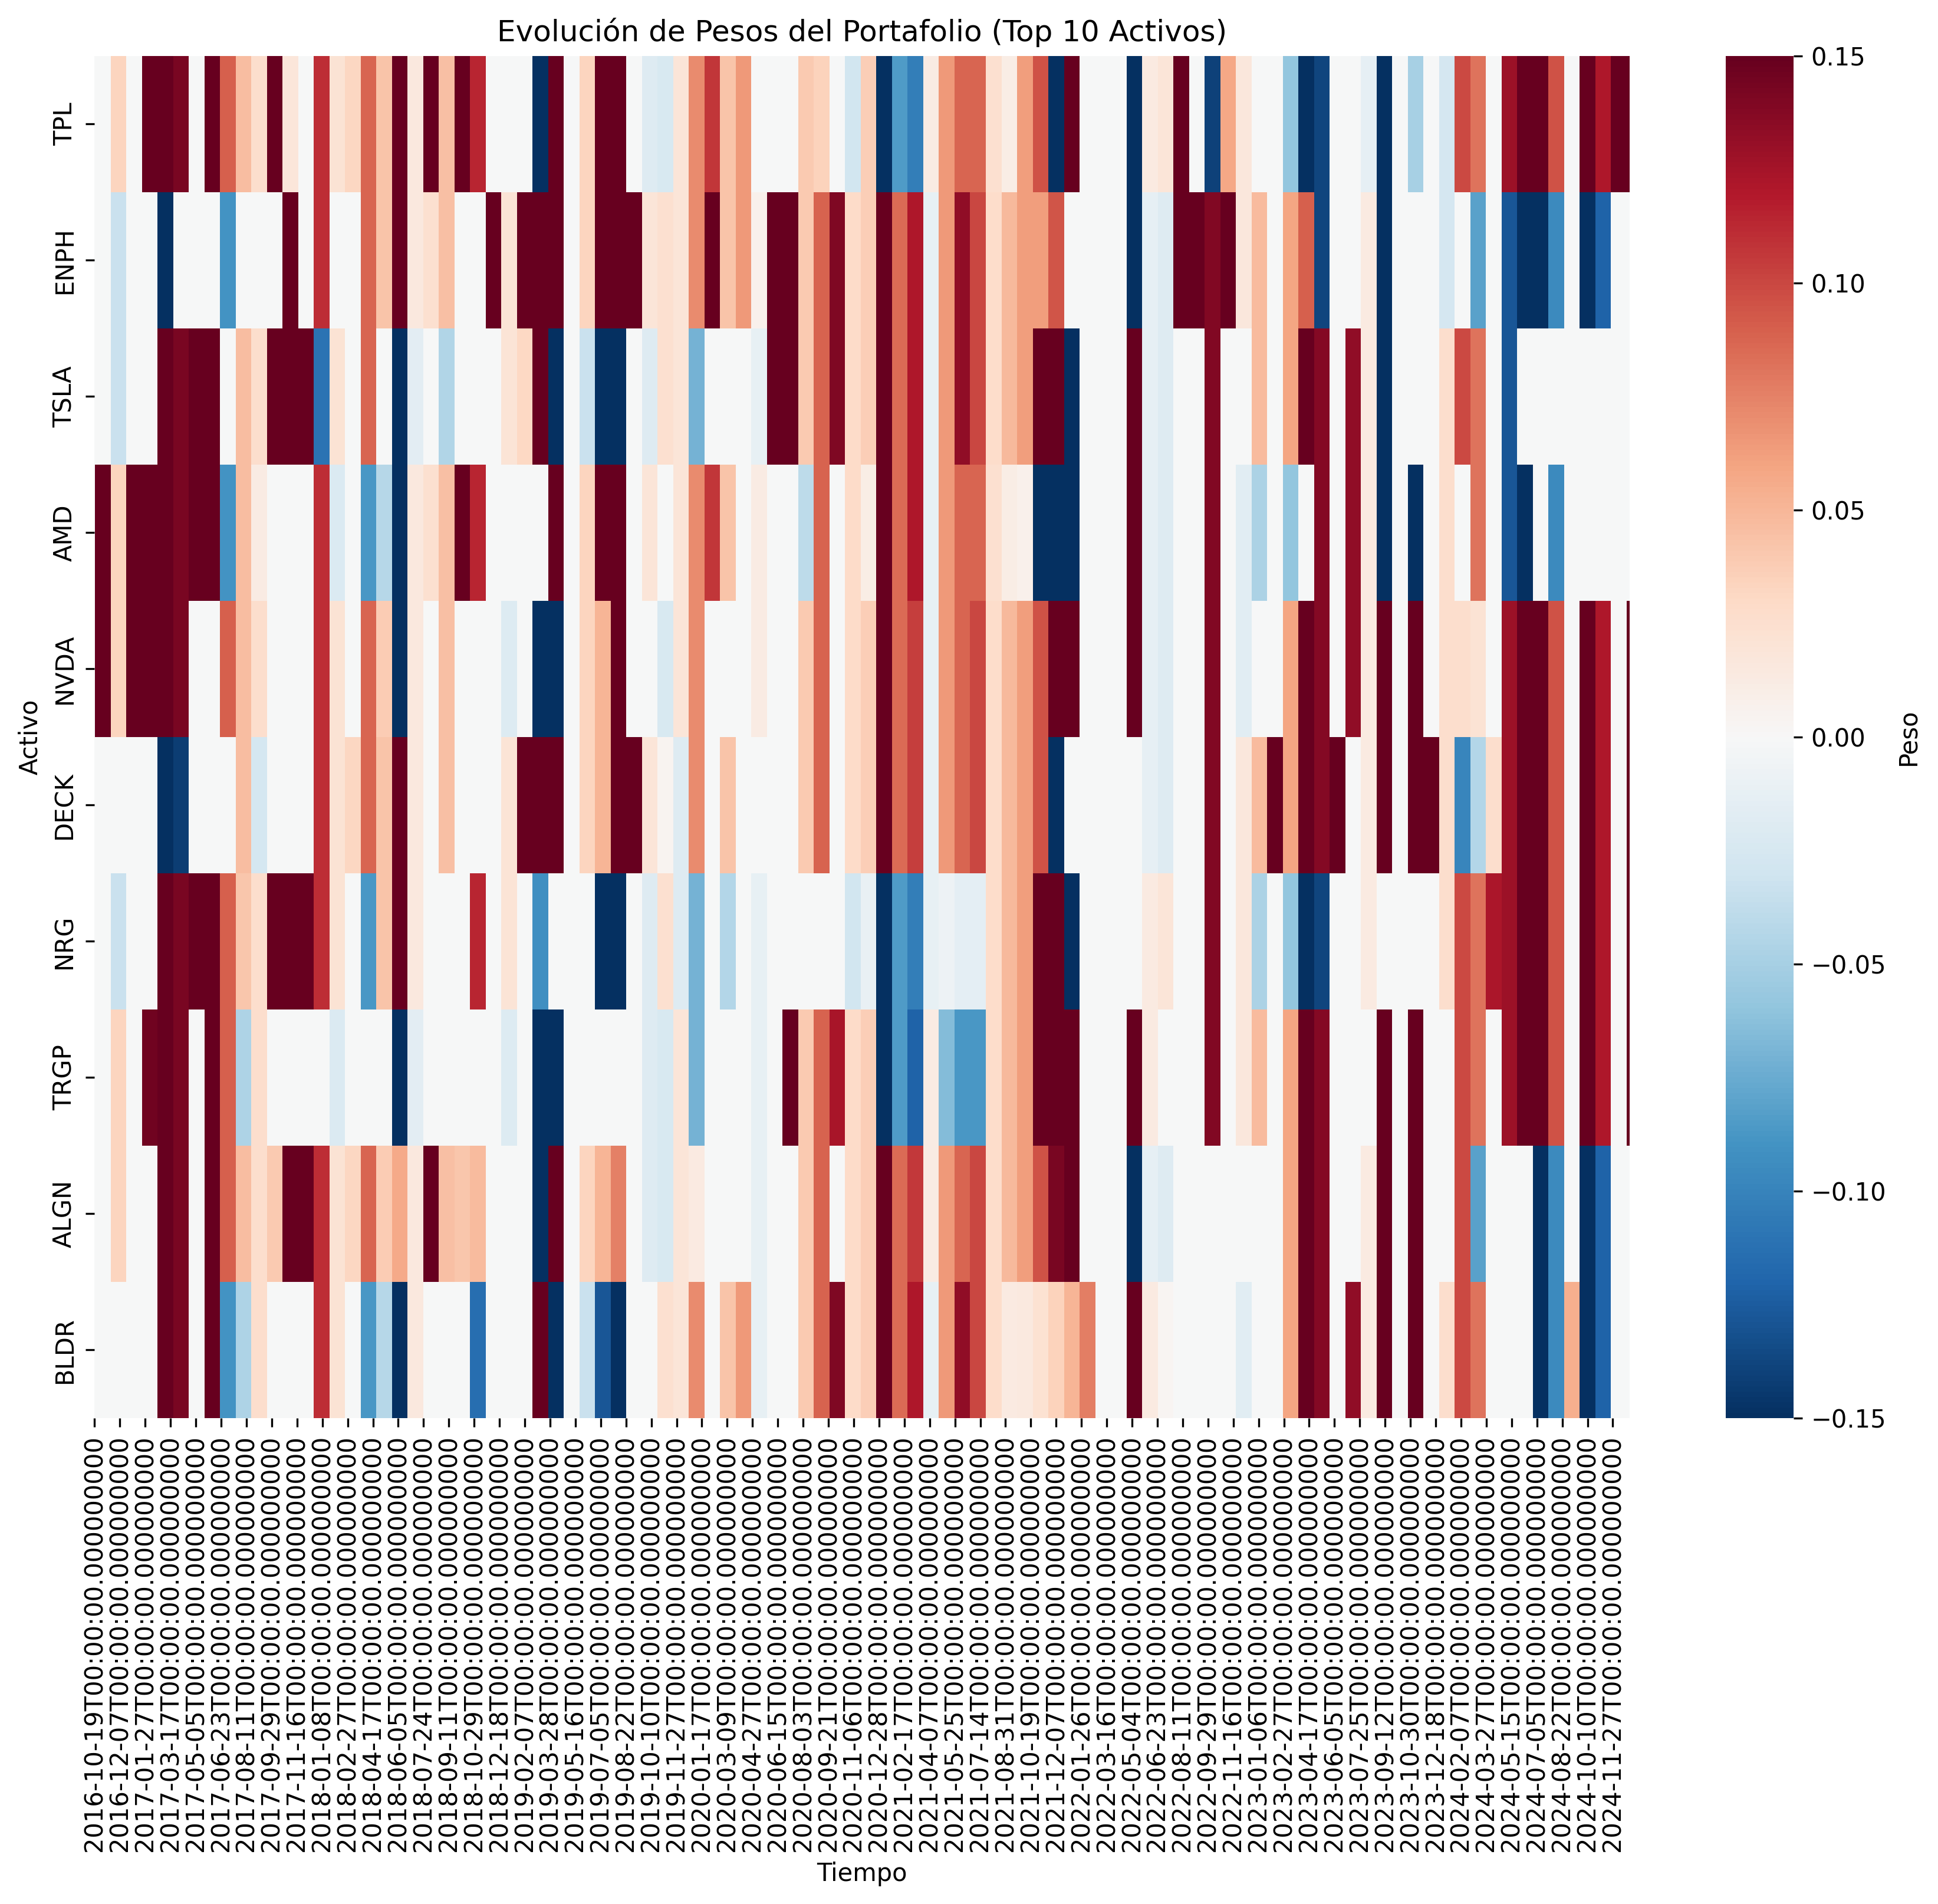 Evolución de Pesos del Portafolio (Top 10 Activos)
Activo
TPL
ENPH
TSLA
AMD
NVDA
DECK
NRG
TRGP
ALGN
BLDR
2016-10-19T00:00:00.000000000
2016-12-07T00:00:00.000000000
2017-01-27T00:00:00.000000000
2017-03-17T00:00:00.000000000
2017-05-05T00:00:00.000000000
2017-06-23T00:00:00.000000000
2017-08-11T00:00:00.000000000
2017-09-29T00:00:00.000000000
2017-11-16T00:00:00.000000000
2018-01-08T00:00:00.000000000
2018-02-27T00:00:00.000000000
2018-04-17T00:00:00.000000000
2018-06-05T00:00:00.000000000
2018-07-24T00:00:00.000000000
2018-09-11T00:00:00.000000000
2018-10-29T00:00:00.000000000
2018-12-18T00:00:00.000000000
2019-02-07T00:00:00.000000000
2019-03-28T00:00:00.000000000
2019-05-16T00:00:00.000000000
2019-07-05T00:00:00.000000000
2019-08-22T00:00:00.000000000
2019-10-10T00:00:00.000000000
2019-11-27T00:00:00.000000000
2020-01-17T00:00:00.000000000
2020-03-09T00:00:00.000000000
2020-04-27T00:00:00.000000000
2020-06-15T00:00:00.000000000
2020-08-03T00:00:00.000000000
2020-09-21T00:00:00.000000000
2020-11-06T00:00:00.000000000
2020-12-28T00:00:00.000000000
2021-02-17T00:00:00.000000000
2021-04-07T00:00:00.000000000
2021-05-25T00:00:00.000000000
2021-07-14T00:00:00.000000000
2021-08-31T00:00:00.000000000
2021-10-19T00:00:00.000000000
2021-12-07T00:00:00.000000000
2022-01-26T00:00:00.000000000
2022-03-16T00:00:00.000000000
2022-05-04T00:00:00.000000000
2022-06-23T00:00:00.000000000
2022-08-11T00:00:00.000000000
2022-09-29T00:00:00.000000000
2022-11-16T00:00:00.000000000
2023-01-06T00:00:00.000000000
2023-02-27T00:00:00.000000000
2023-04-17T00:00:00.000000000
2023-06-05T00:00:00.000000000
2023-07-25T00:00:00.000000000
2023-09-12T00:00:00.000000000
2023-10-30T00:00:00.000000000
2023-12-18T00:00:00.000000000
2024-02-07T00:00:00.000000000
2024-03-27T00:00:00.000000000
2024-05-15T00:00:00.000000000
2024-07-05T00:00:00.000000000
2024-08-22T00:00:00.000000000
2024-10-10T00:00:00.000000000
2024-11-27T00:00:00.000000000
Tiempo
0.15
0.10
0.05
0.00
−0.05
−0.10
−0.15
Peso